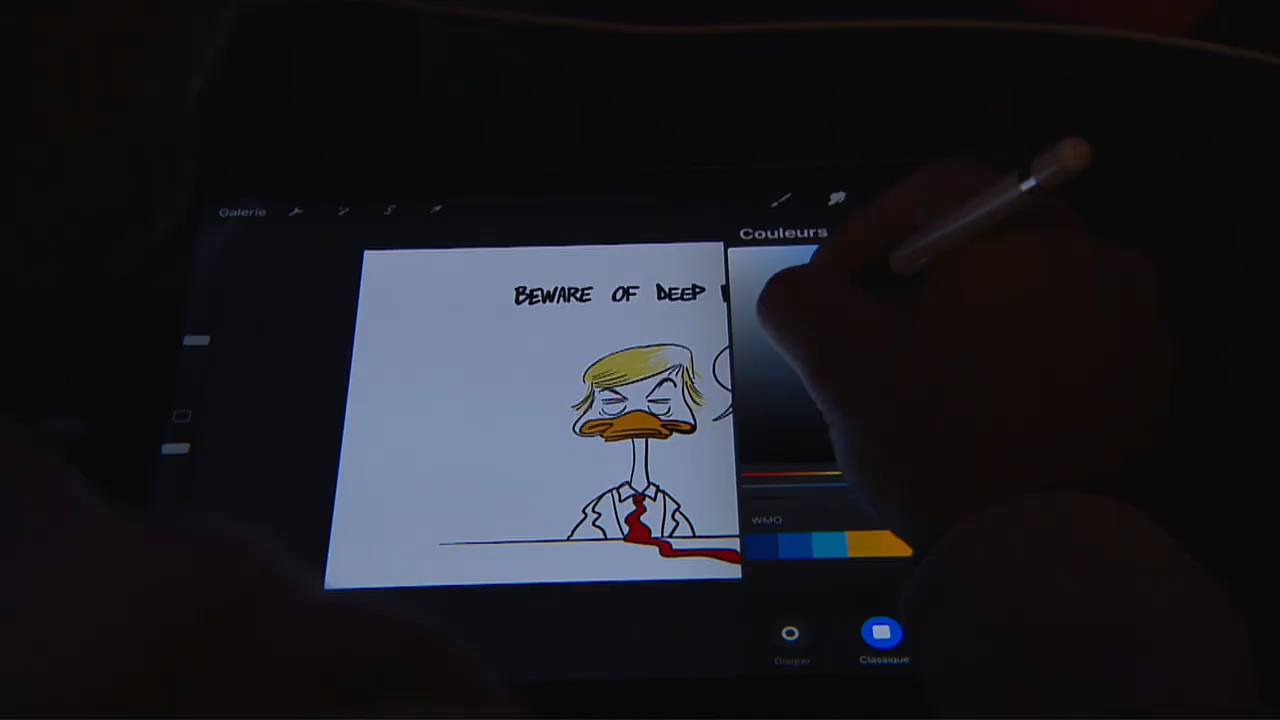 Galerie
Couleurs
BEWARE OF DEEP
WMO
Disque
Classique